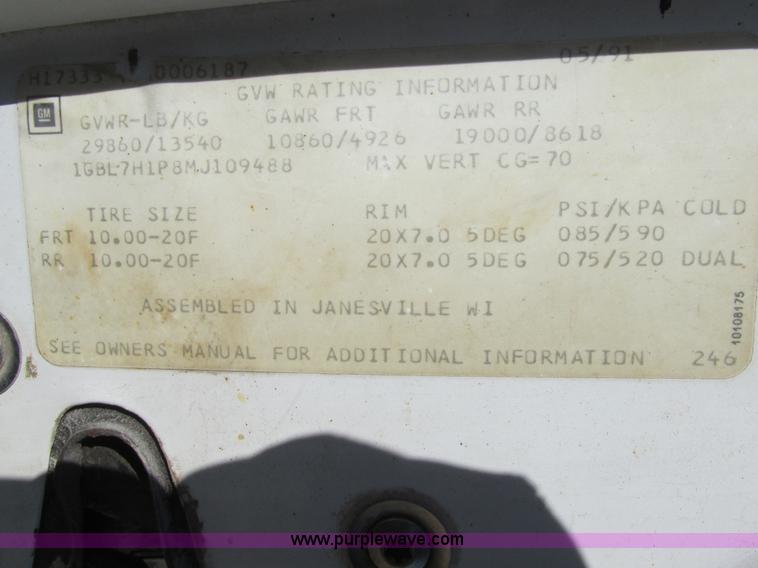 H17333 0006187 05/91
GVW RATING INFORMATION
GM
GVWR-LB/KG GAWR FRT GAWR RR
29860/13540 10860/4926 19000/8618
1GBL7H1P8MJ109488 MAX VERT CG=70
TIRE SIZE RIM PSI/KPA COLD
FRT 10.00-20F 20X7.0 5DEG 085/590
RR 10.00-20F 20X7.0 5DEG 075/520 DUAL
ASSEMBLED IN JANESVILLE WI
10108175
SEE OWNERS MANUAL FOR ADDITIONAL INFORMATION 246
www.purplewave.com